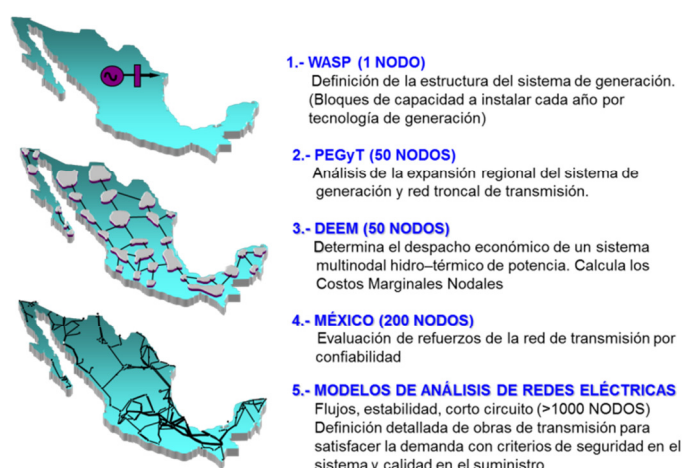 1.- WASP (1 NODO)
Definición de la estructura del sistema de generación.
(Bloques de capacidad a instalar cada año por
tecnología de generación)
2.- PEGyT (50 NODOS)
Análisis de la expansión regional del sistema de
generación y red troncal de transmisión.
3.- DEEM (50 NODOS)
Determina el despacho económico de un sistema
multinodal hidro–térmico de potencia. Calcula los
Costos Marginales Nodales
4.- MÉXICO (200 NODOS)
Evaluación de refuerzos de la red de transmisión por
confiabilidad
5.- MODELOS DE ANÁLISIS DE REDES ELÉCTRICAS
Flujos, estabilidad, corto circuito (>1000 NODOS)
Definición detallada de obras de transmisión para
satisfacer la demanda con criterios de seguridad en el
sistema y calidad en el suministro